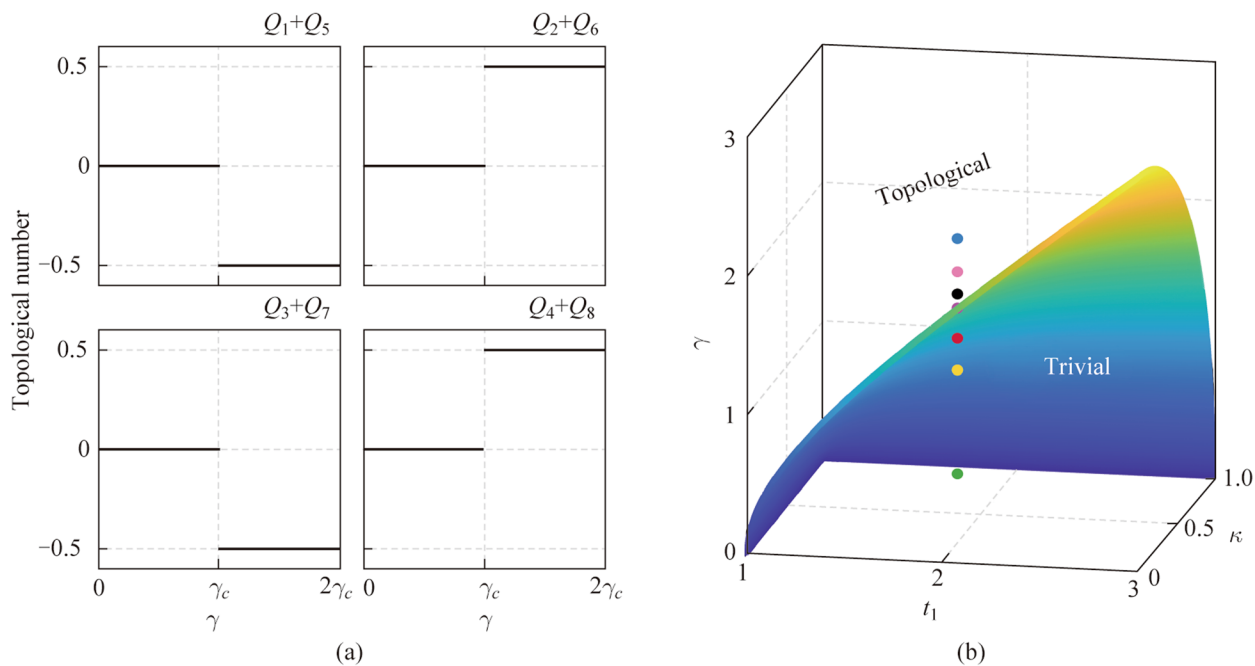 Q₁+Q₅
Q₂+Q₆
Topological number
0.5
0
−0.5
Q₃+Q₇
Q₄+Q₈
0.5
0
−0.5
0 γc 2γc
γc 2γc
γ
γ
(a)
3
2
1
0
γ
Topological
Trivial
1 2 3
t₁
0 0.5 1.0
κ
(b)